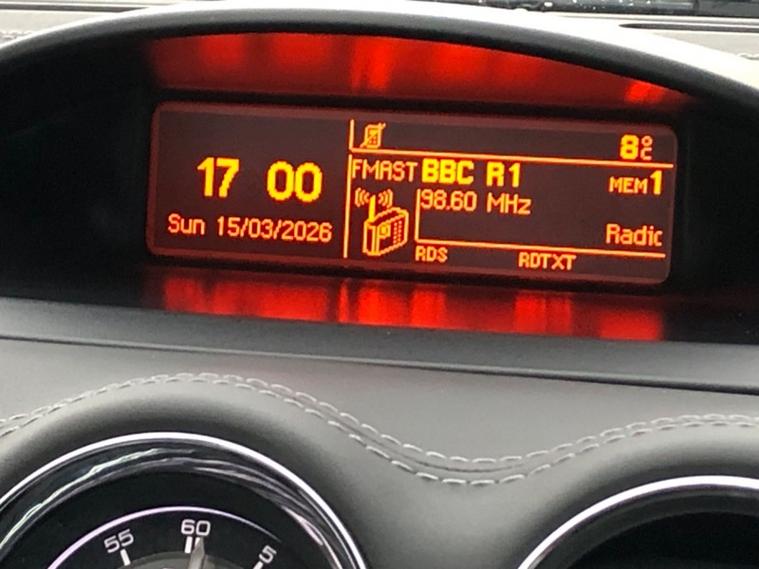 17 00
Sun 15/03/2026
8°C
FMAST BBC R1
MEM 1
98.60 MHz
Radic
RDS RDTXT
55 60 5